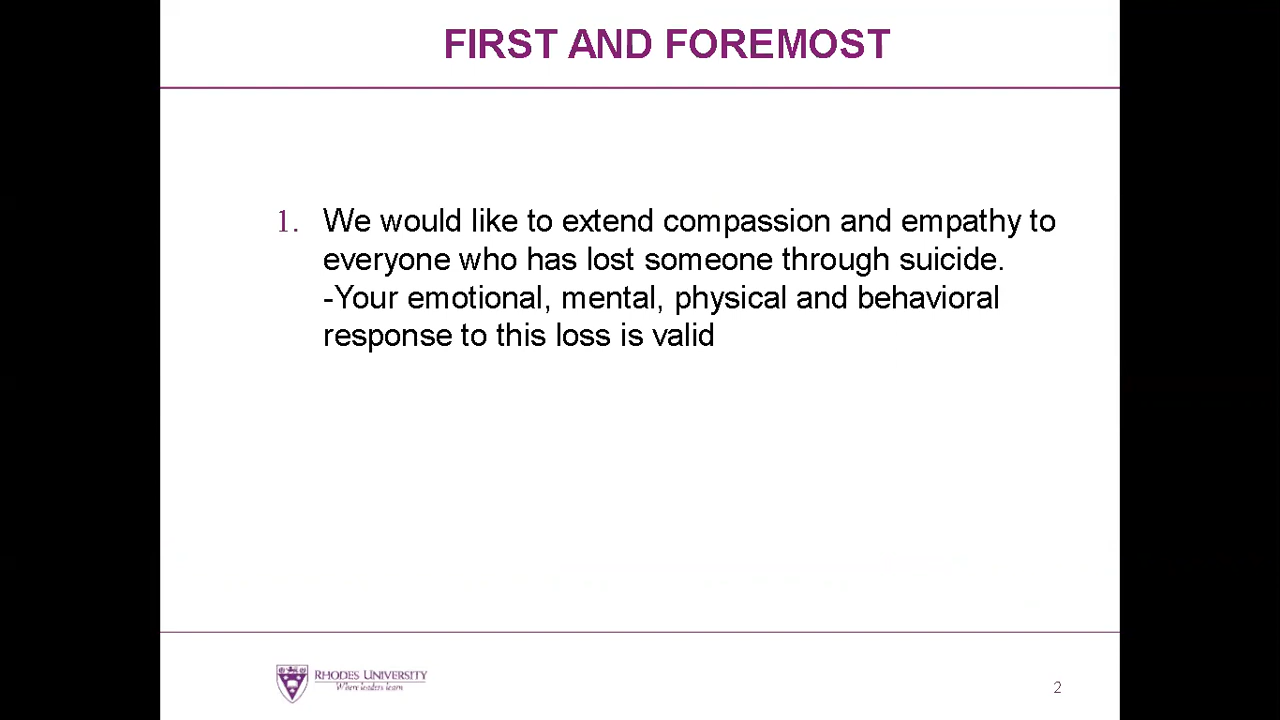 FIRST AND FOREMOST
1. We would like to extend compassion and empathy to
everyone who has lost someone through suicide.
-Your emotional, mental, physical and behavioral
response to this loss is valid
RHODES UNIVERSITY
Where leaders learn
2